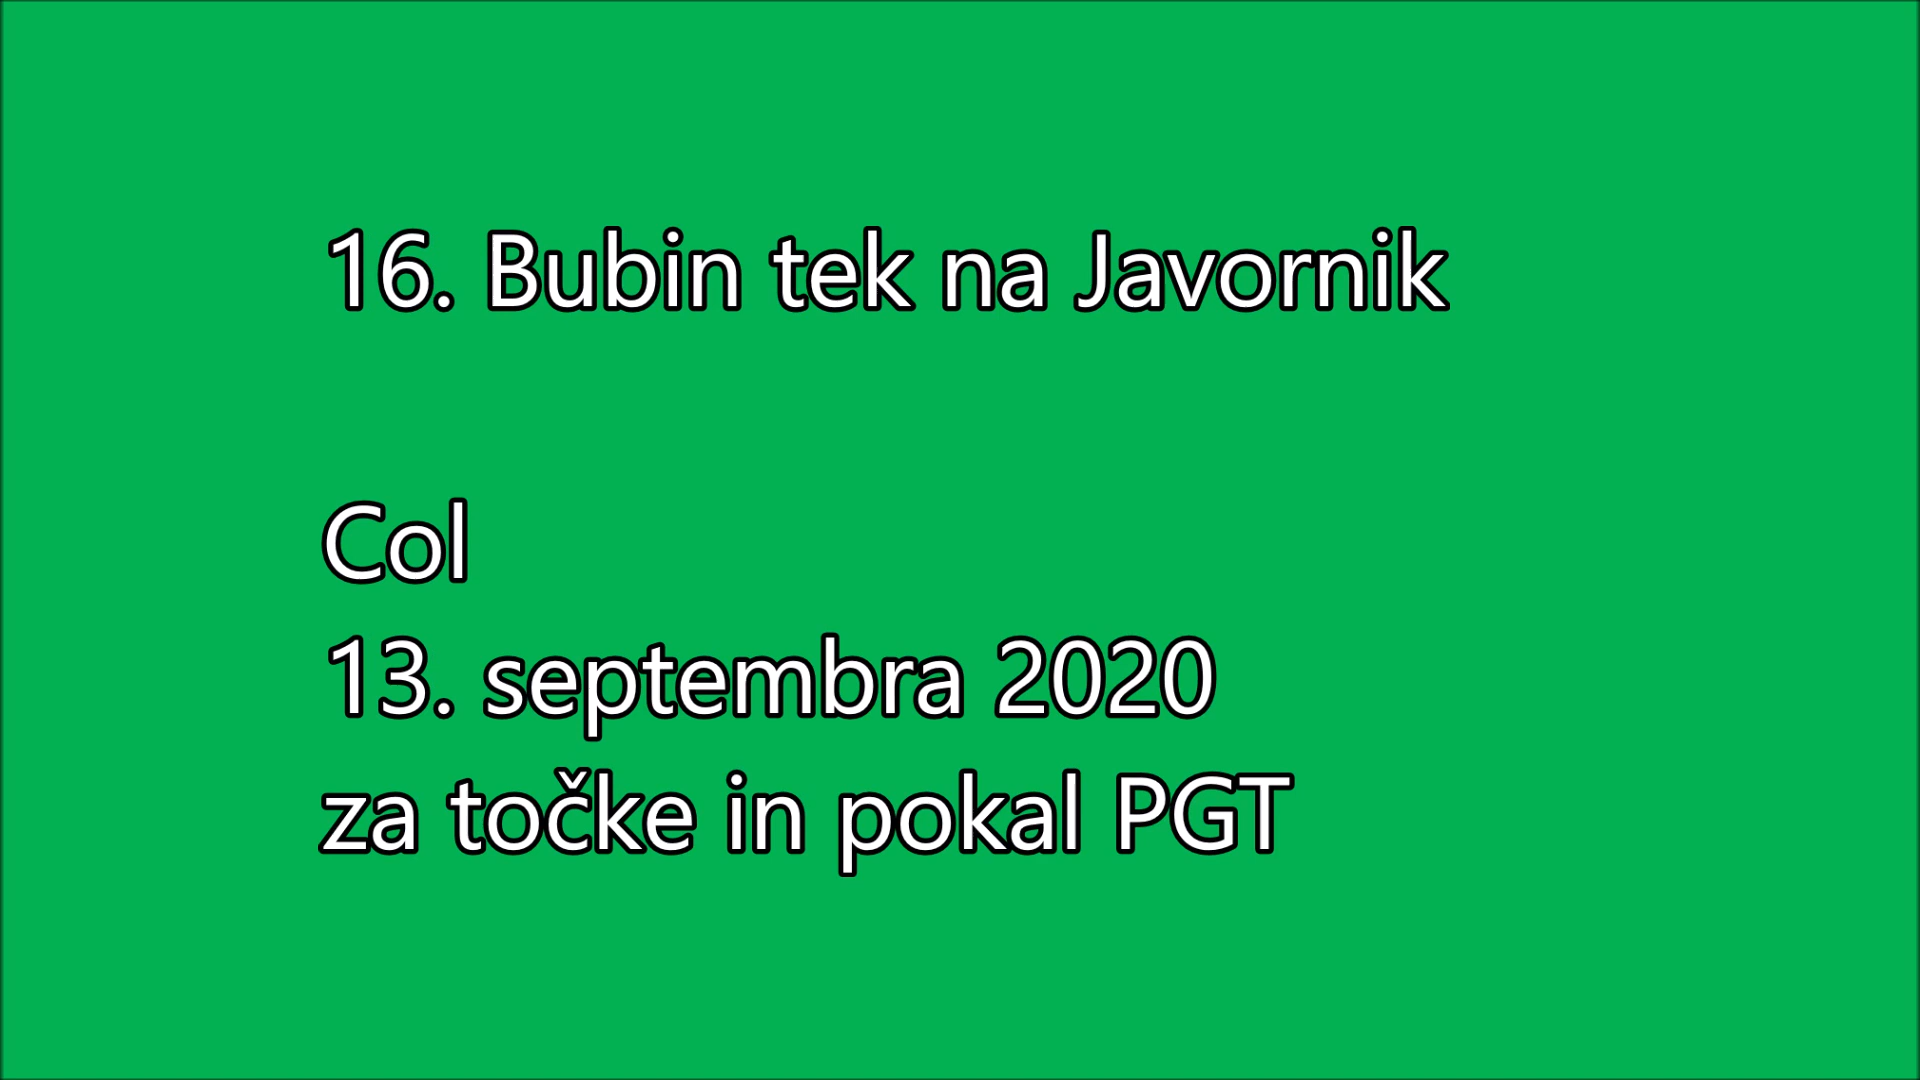 16. Bubin tek na Javornik
Col
13. septembra 2020
za točke in pokal PGT